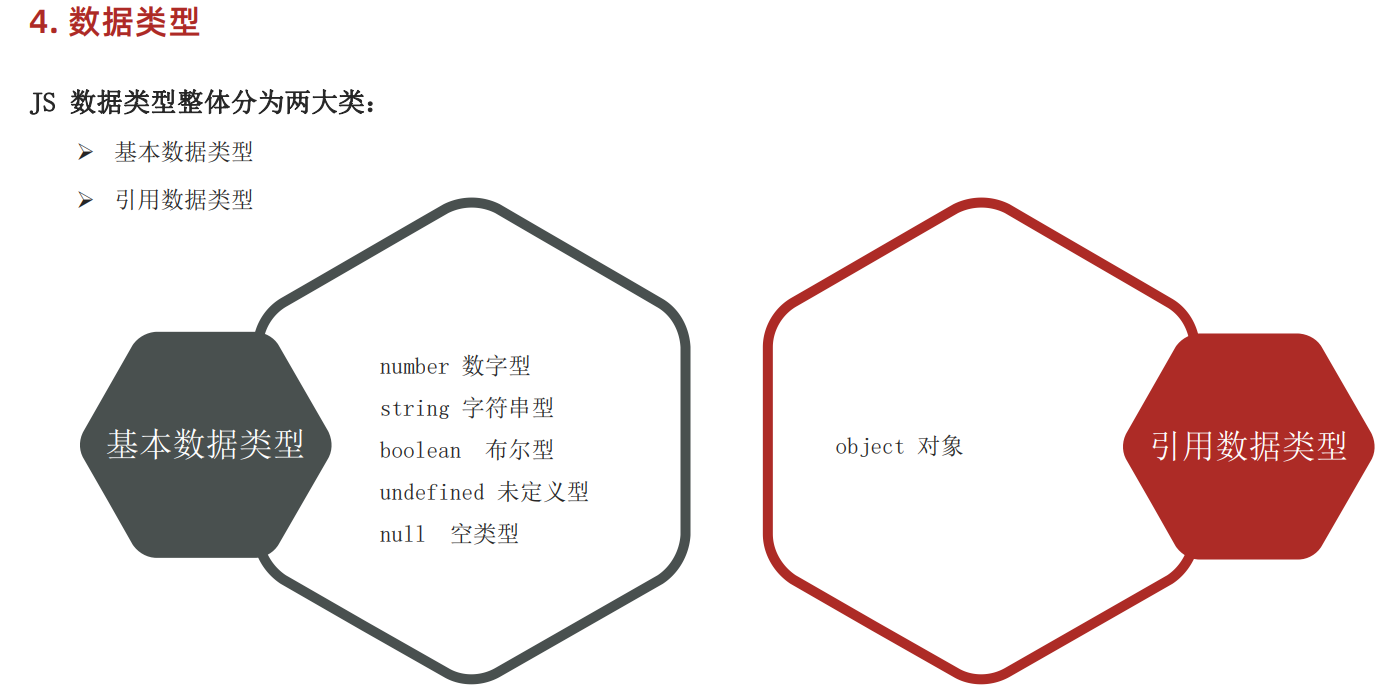 4. 数据类型
JS 数据类型整体分为两大类：
➢ 基本数据类型
➢ 引用数据类型
基本数据类型
number 数字型
string 字符串型
boolean 布尔型
undefined 未定义型
null 空类型
object 对象
引用数据类型